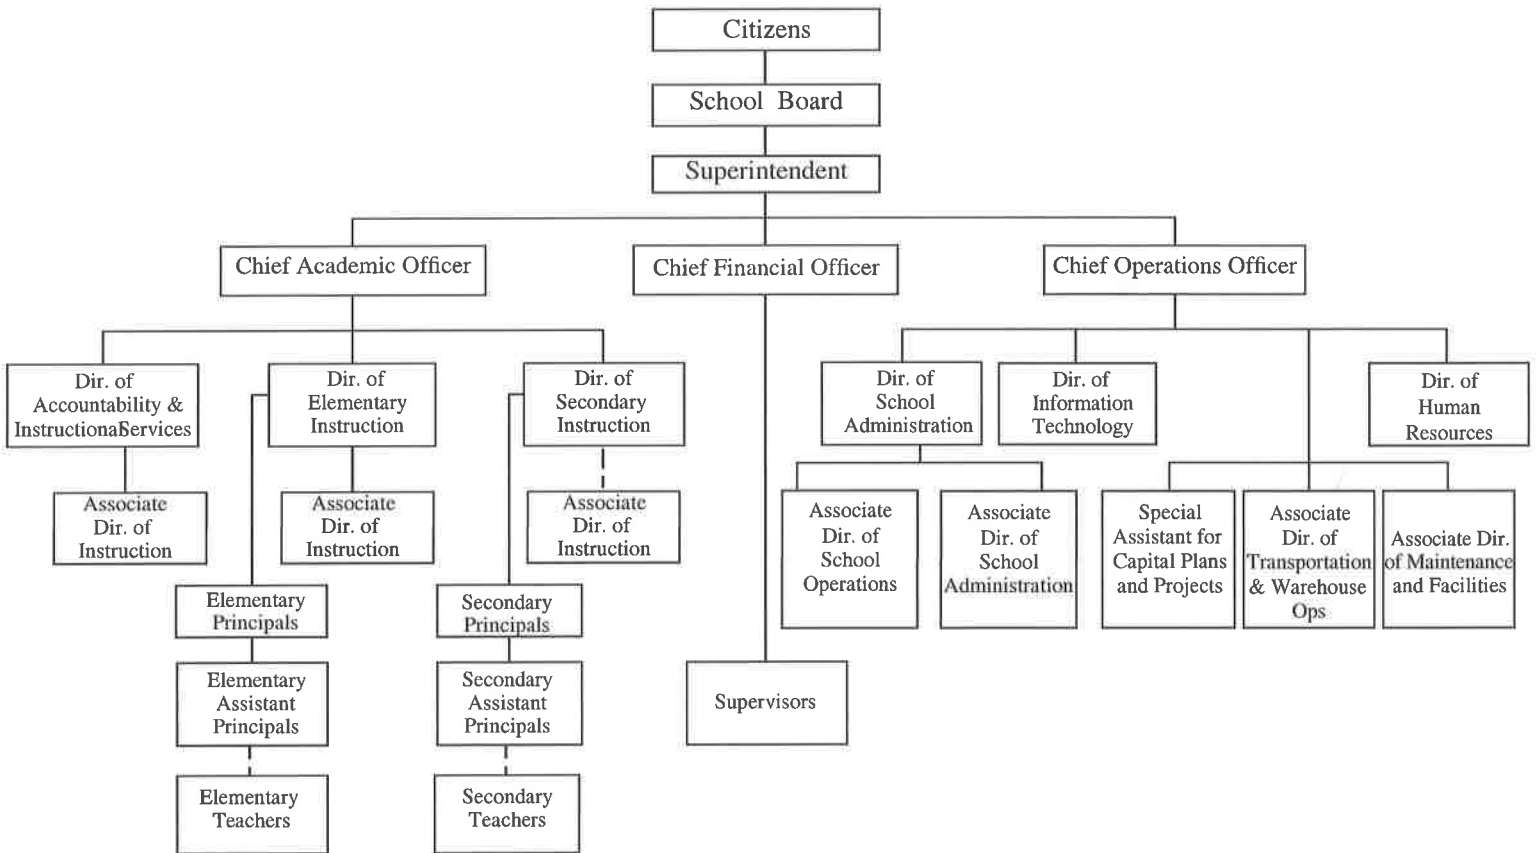 Citizens
School Board
Superintendent
Chief Academic Officer
Chief Financial Officer
Chief Operations Officer
Dir. of
Accountability &
InstructionalServices
Dir. of
Elementary
Instruction
Dir. of
Secondary
Instruction
Dir. of
School
Administration
Dir. of
Information
Technology
Dir. of
Human
Resources
Associate
Dir. of
Instruction
Associate
Dir. of
Instruction
Associate
Dir. of
Instruction
Associate
Dir. of
School
Operations
Associate
Dir. of
School
Administration
Special
Assistant for
Capital Plans
and Projects
Associate
Dir. of
Transportation
& Warehouse
Ops
Associate Dir.
of Maintenance
and Facilities
Elementary
Principals
Secondary
Principals
Elementary
Assistant
Principals
Secondary
Assistant
Principals
Supervisors
Elementary
Teachers
Secondary
Teachers